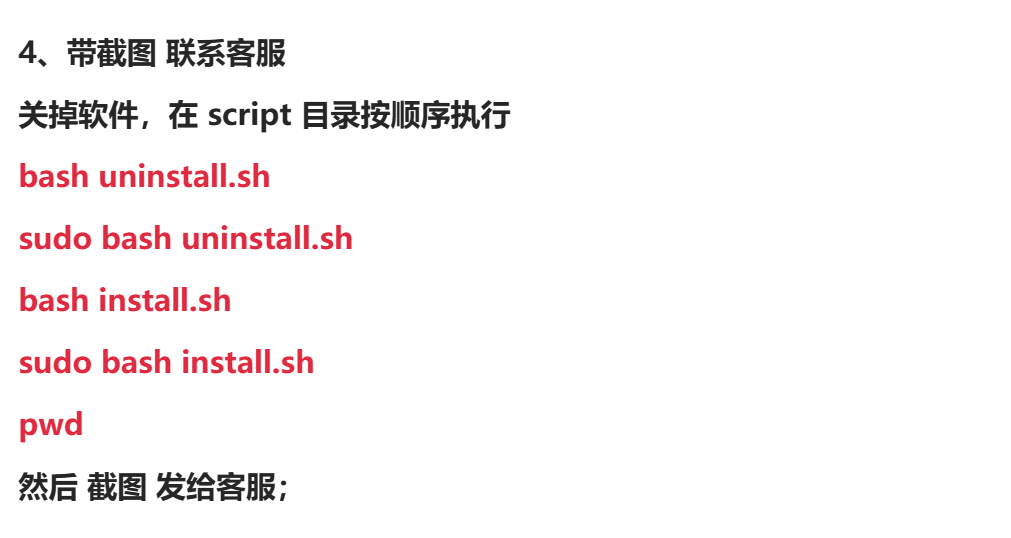 4、带截图 联系客服
关掉软件，在 script 目录按顺序执行
bash uninstall.sh
sudo bash uninstall.sh
bash install.sh
sudo bash install.sh
pwd
然后 截图 发给客服；